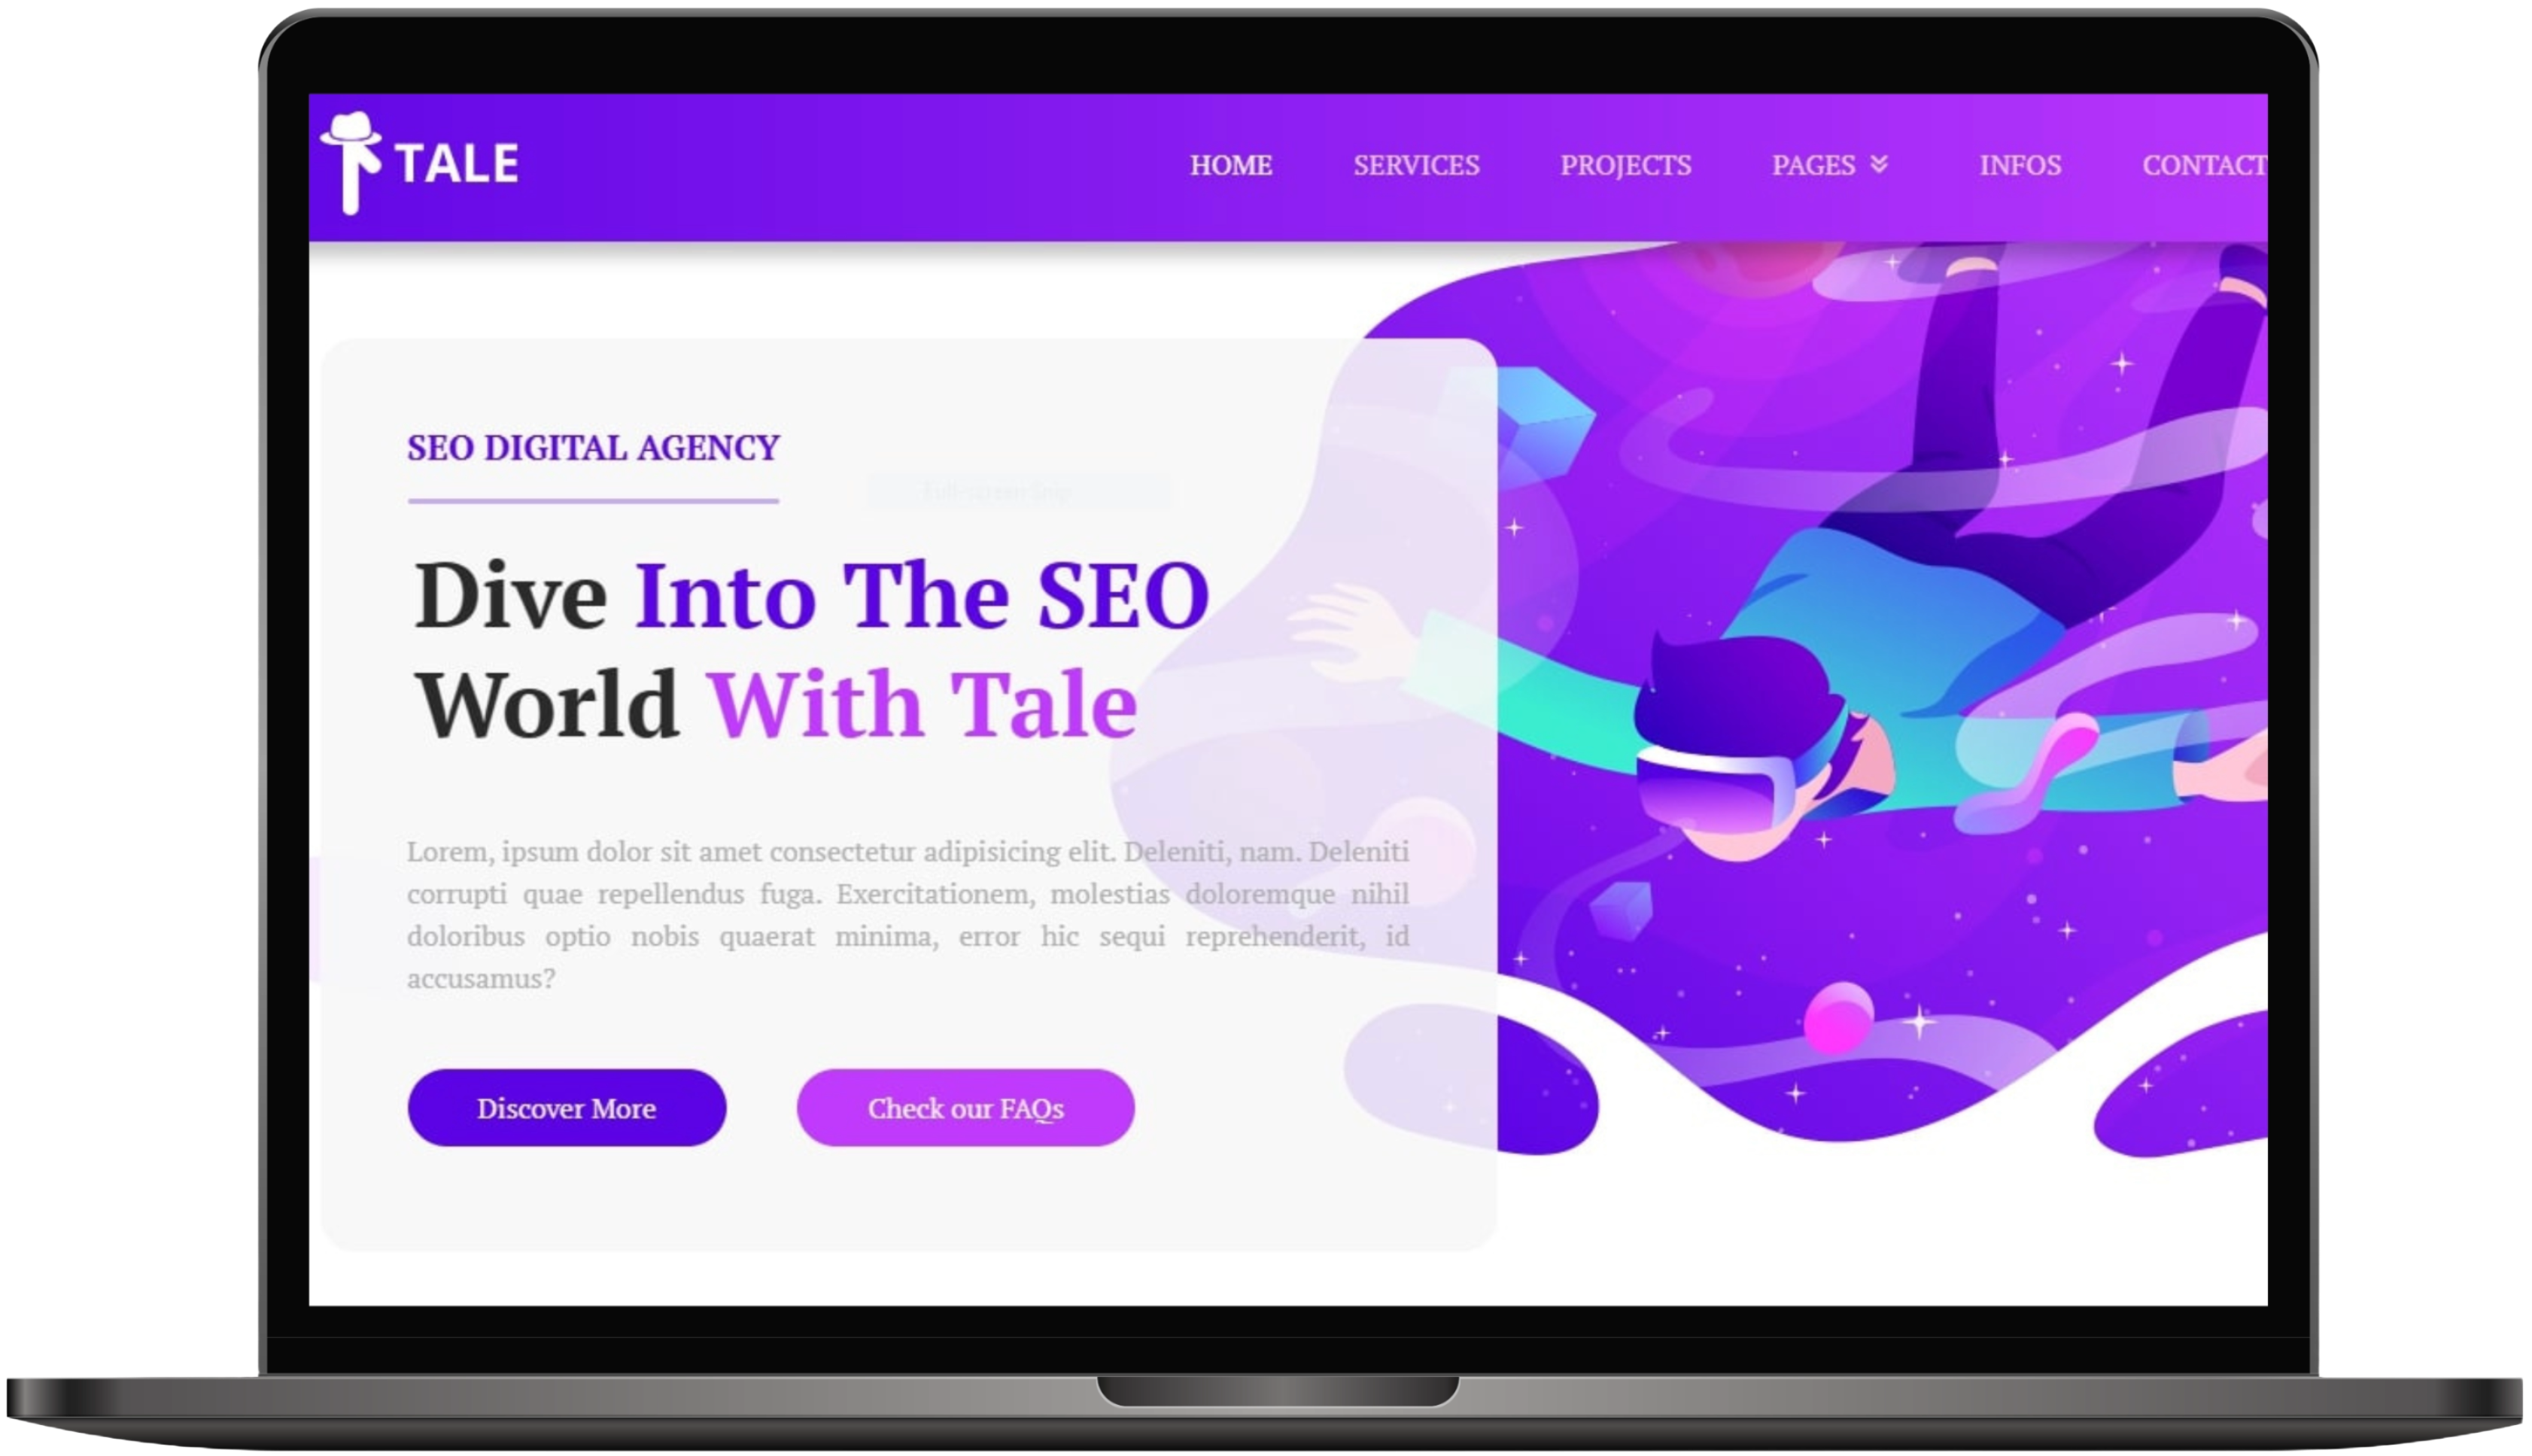 TALE
HOME SERVICES PROJECTS PAGES INFOS CONTACT
SEO DIGITAL AGENCY
Dive Into The SEO
World With Tale
Lorem, ipsum dolor sit amet consectetur adipisicing elit. Deleniti, nam. Deleniti
corrupti quae repellendus fuga. Exercitationem, molestias doloremque nihil
doloribus optio nobis quaerat minima, error hic sequi reprehenderit, id
accusamus?
Discover More Check our FAQs